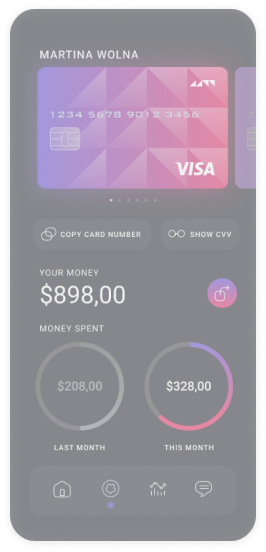 MARTINA WOLNA
1234 5678 9012 3456
VISA
COPY CARD NUMBER
SHOW CVV
YOUR MONEY
$898,00
MONEY SPENT
$208,00
$328,00
LAST MONTH
THIS MONTH